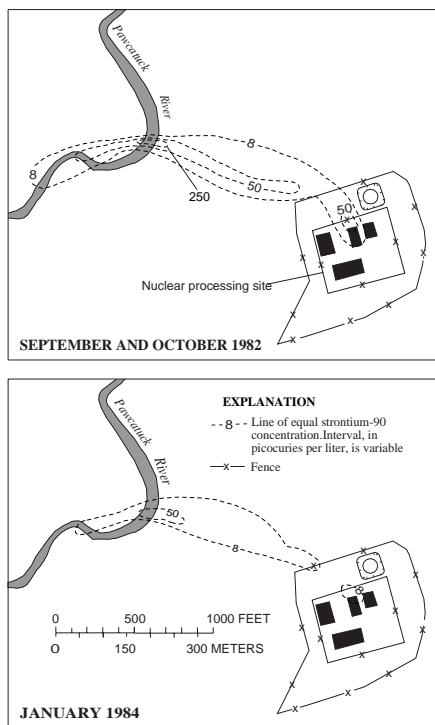 Pawcatuck
River
8
8
50
250
50
Nuclear processing site
SEPTEMBER AND OCTOBER 1982
EXPLANATION
--8-- Line of equal strontium-90
concentration.Interval, in
picocuries per liter, is variable
—x— Fence
Pawcatuck
River
50
8
8
0 500 1000 FEET
O 150 300 METERS
JANUARY 1984